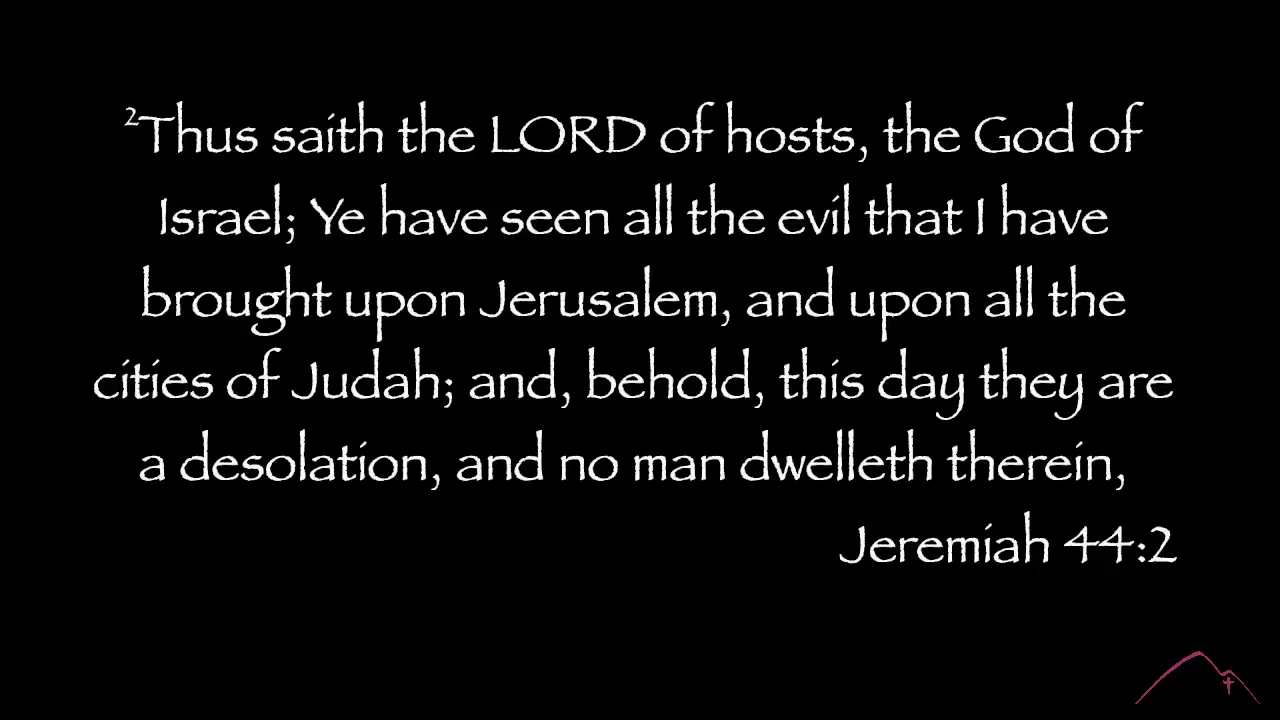 ²Thus saith the LORD of hosts, the God of
Israel; Ye have seen all the evil that I have
brought upon Jerusalem, and upon all the
cities of Judah; and, behold, this day they are
a desolation, and no man dwelleth therein,
Jeremiah 44:2